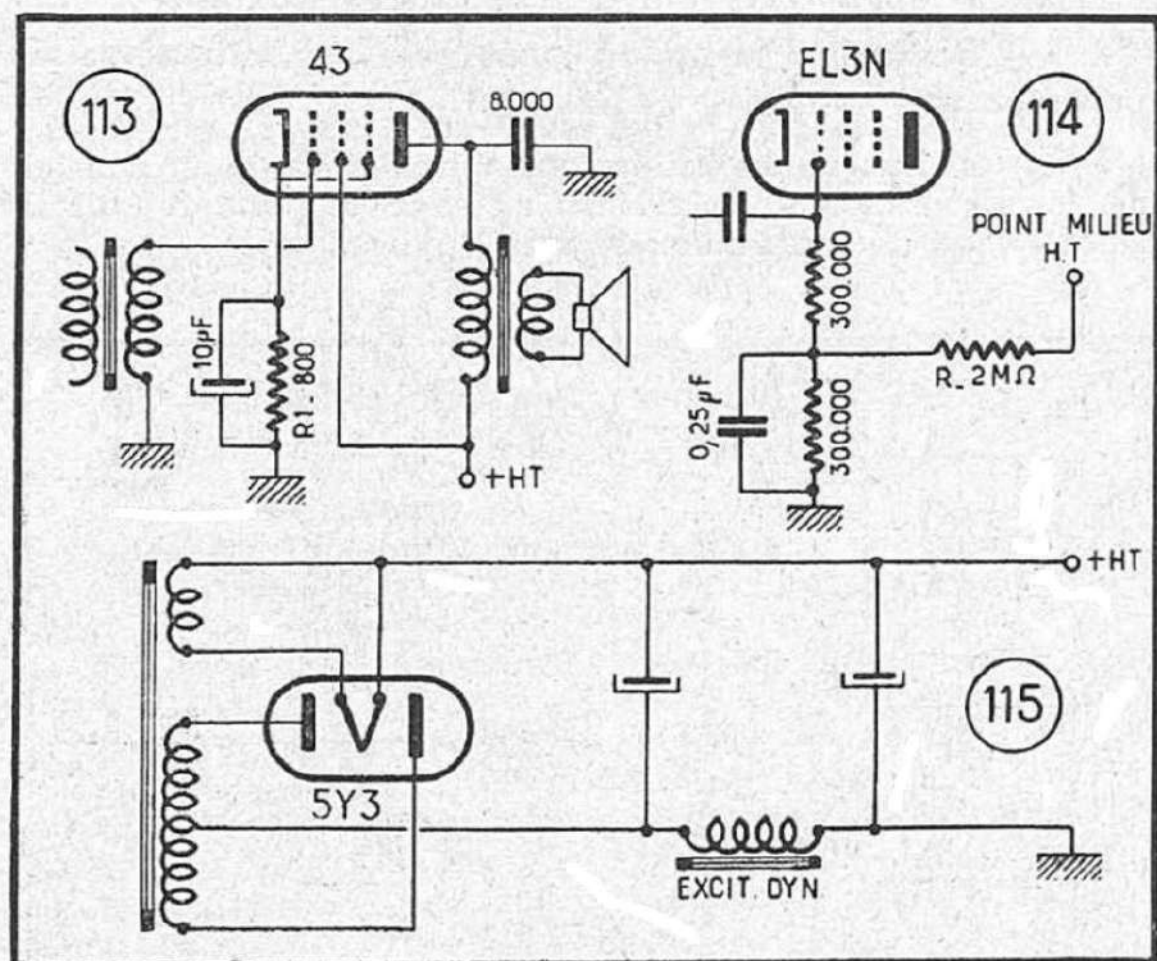 113
43
8.000
10µF
R1-800
+HT
EL3N
114
POINT MILIEU
H.T
300.000
R_2MΩ
0,25µF
300.000
+HT
5Y3
115
EXCIT. DYN.